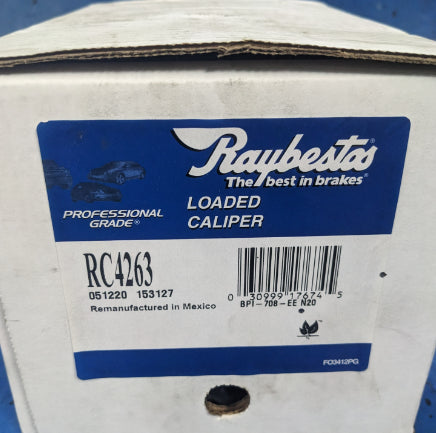 Raybestos®
The best in brakes®
PROFESSIONAL
GRADE®
LOADED
CALIPER
RC4263
051220 153127
Remanufactured in Mexico
0 30999 17674 5
BPI-708-EE N20
FO3412PG